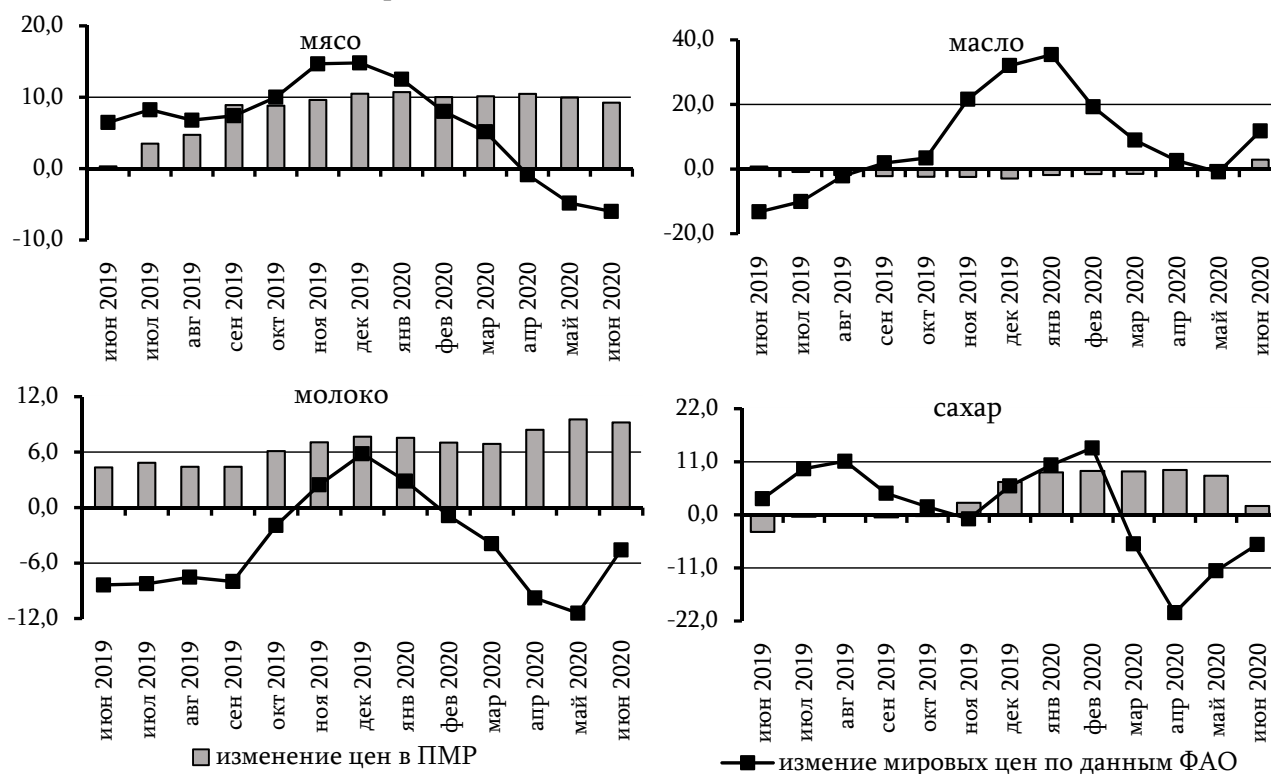 мясо
20,0
10,0
0,0
-10,0
июн 2019
июл 2019
авг 2019
сен 2019
окт 2019
ноя 2019
дек 2019
янв 2020
фев 2020
мар 2020
апр 2020
май 2020
июн 2020
масло
40,0
20,0
0,0
-20,0
июн 2019
июл 2019
авг 2019
сен 2019
окт 2019
ноя 2019
дек 2019
янв 2020
фев 2020
мар 2020
апр 2020
май 2020
июн 2020
молоко
12,0
6,0
0,0
-6,0
-12,0
июн 2019
июл 2019
авг 2019
сен 2019
окт 2019
ноя 2019
дек 2019
янв 2020
фев 2020
мар 2020
апр 2020
май 2020
июн 2020
сахар
22,0
11,0
0,0
-11,0
-22,0
июн 2019
июл 2019
авг 2019
сен 2019
окт 2019
ноя 2019
дек 2019
янв 2020
фев 2020
мар 2020
апр 2020
май 2020
июн 2020
изменение цен в ПМР
измение мировых цен по данным ФАО